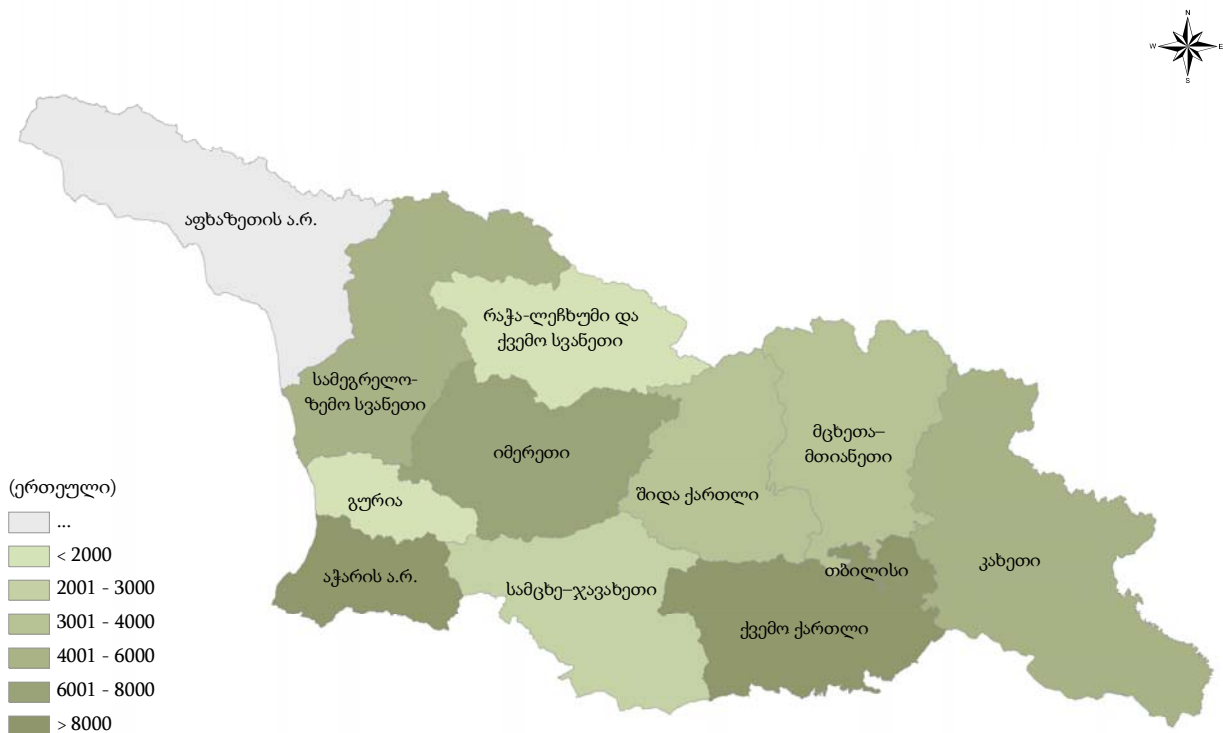 N
W E
S
აფხაზეთის ა.რ.
რაჭა-ლეჩხუმი და
ქვემო სვანეთი
სამეგრელო-
ზემო სვანეთი
მცხეთა–
მთიანეთი
იმერეთი
შიდა ქართლი
გურია
კახეთი
თბილისი
აჭარის ა.რ.
სამცხე–ჯავახეთი
ქვემო ქართლი
(ერთეული)
...
< 2000
2001 - 3000
3001 - 4000
4001 - 6000
6001 - 8000
> 8000